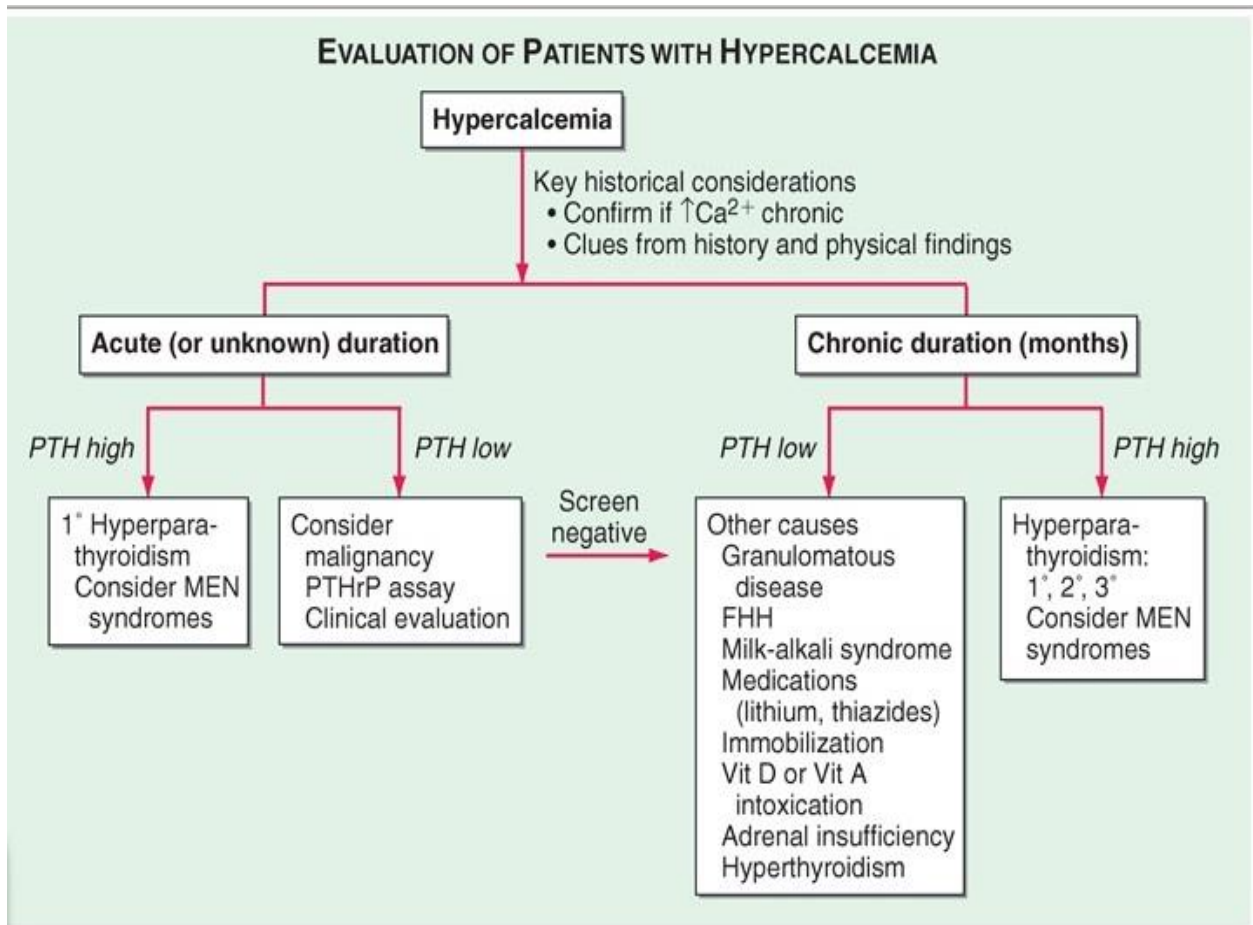 EVALUATION OF PATIENTS WITH HYPERCALCEMIA
Hypercalcemia
Key historical considerations
• Confirm if ↑Ca²⁺ chronic
• Clues from history and physical findings
Acute (or unknown) duration
Chronic duration (months)
PTH high
PTH low
PTH low
PTH high
1° Hyperpara-
thyroidism
Consider MEN
syndromes
Consider
malignancy
PTHrP assay
Clinical evaluation
Screen
negative
Other causes
Granulomatous
disease
FHH
Milk-alkali syndrome
Medications
(lithium, thiazides)
Immobilization
Vit D or Vit A
intoxication
Adrenal insufficiency
Hyperthyroidism
Hyperpara-
thyroidism:
1°, 2°, 3°
Consider MEN
syndromes